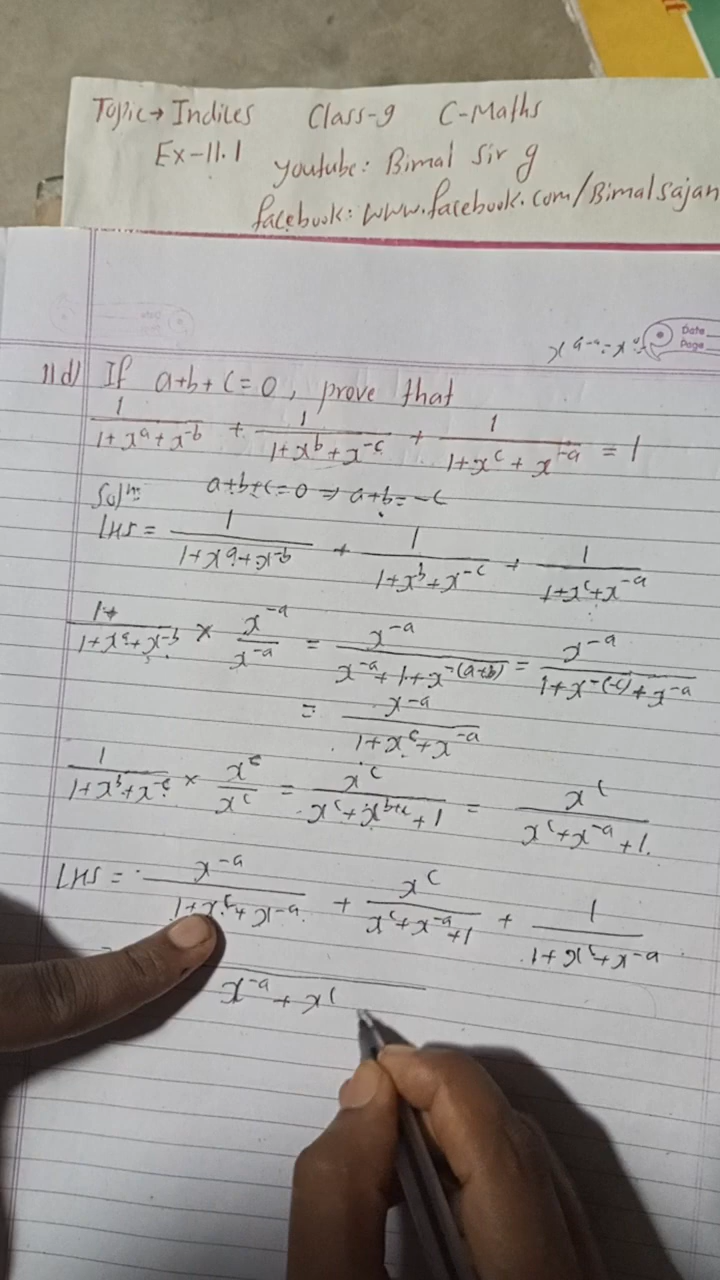 Topic→ Indices Class-9 C-Maths
Ex-11.1 youtube: Bimal Sir g
facebook: www.facebook.com/Bimalsajan
Date
Page
11d) If a+b+c=0, prove that
1/(1+x^a+x^-b) + 1/(1+x^b+x^-c) + 1/(1+x^c+x^-a) = 1
Sol^n: a+b+c=0 ⇒ a+b=-c
LHS = 1/(1+x^a+x^-b) + 1/(1+x^b+x^-c) + 1/(1+x^c+x^-a)
1/(1+x^a+x^-b) × x^-a/x^-a = x^-a/(x^-a+1+x^-(a+b)) = x^-a/(1+x^-(-c)+x^-a)
= x^-a/(1+x^c+x^-a)
1/(1+x^b+x^-c) × x^c/x^c = x^c/(x^c+x^b+c+1) = x^c/(x^c+x^-a+1)
LHS = x^-a/(1+x^c+x^-a) + x^c/(x^c+x^-a+1) + 1/(1+x^c+x^-a)
x^-a + x^c